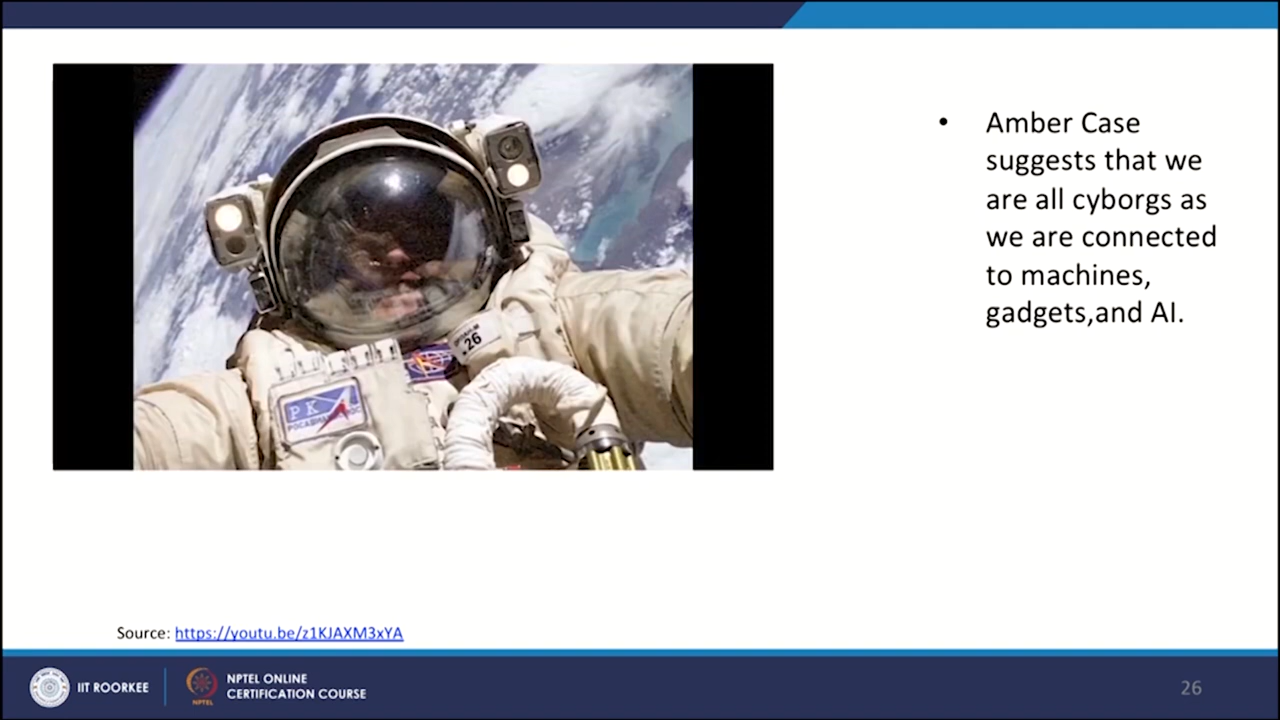 • Amber Case
suggests that we
are all cyborgs as
we are connected
to machines,
gadgets,and AI.
.26
РК
Source: https://youtu.be/z1KJAXM3xYA
IIT ROORKEE
NPTEL
NPTEL ONLINE
CERTIFICATION COURSE
26